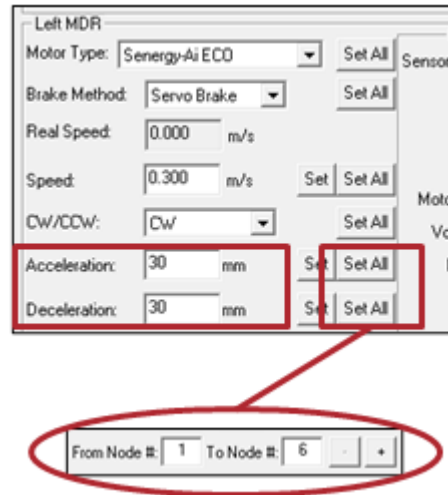 Left MDR
Motor Type: Senergy-Ai ECO Set All Sensor
Brake Method: Servo Brake Set All
Real Speed: 0.000 m/s
Speed: 0.300 m/s Set Set All
Moto
CW/CCW: CW Set All
Vo
Acceleration: 30 mm Set Set All
Deceleration: 30 mm Set Set All
From Node #: 1 To Node #: 6 - +